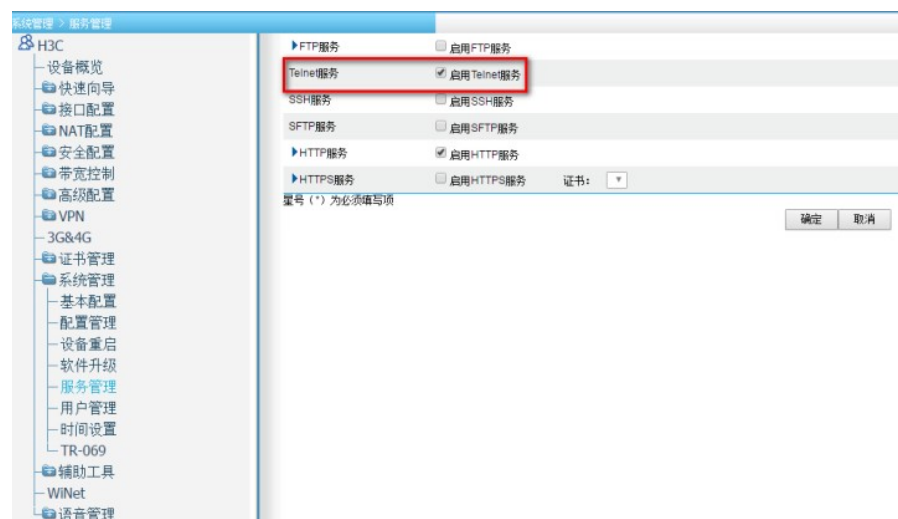 系统管理 > 服务管理
H3C
设备概览
快速向导
接口配置
NAT配置
安全配置
带宽控制
高级配置
VPN
3G&4G
证书管理
系统管理
基本配置
配置管理
设备重启
软件升级
服务管理
用户管理
时间设置
TR-069
辅助工具
WiNet
语音管理
FTP服务 启用FTP服务
Telnet服务 启用Telnet服务
SSH服务 启用SSH服务
SFTP服务 启用SFTP服务
HTTP服务 启用HTTP服务
HTTPS服务 启用HTTPS服务 证书：
星号（*）为必须填写项
确定 取消